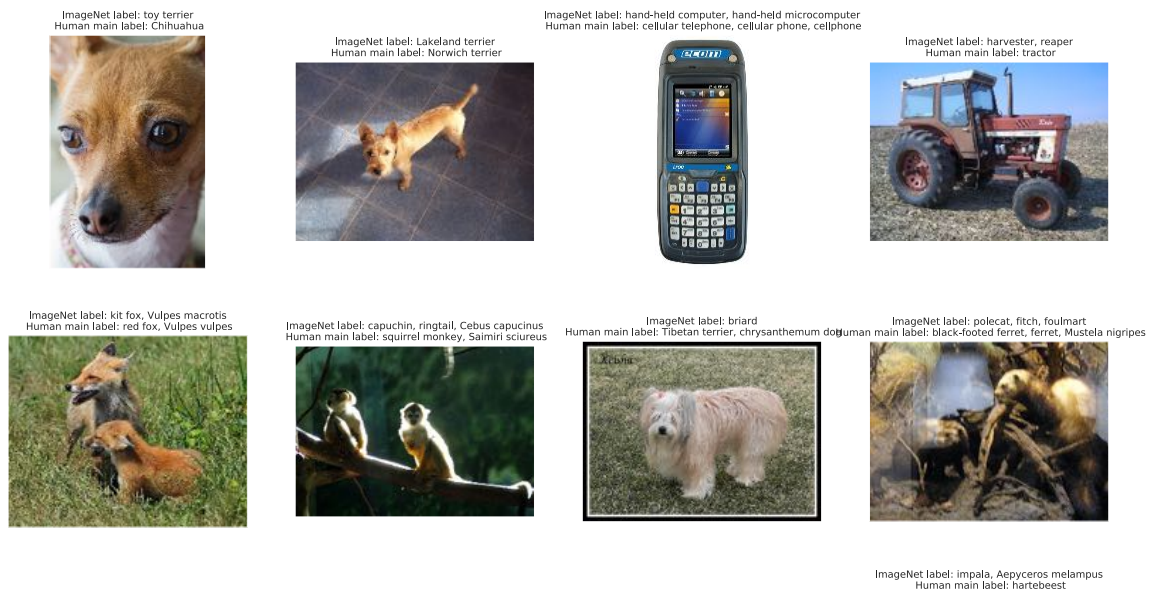 ImageNet label: toy terrier
Human main label: Chihuahua
ImageNet label: Lakeland terrier
Human main label: Norwich terrier
ImageNet label: hand-held computer, hand-held microcomputer
Human main label: cellular telephone, cellular phone, cellphone
ecom
ImageNet label: harvester, reaper
Human main label: tractor
ImageNet label: kit fox, Vulpes macrotis
Human main label: red fox, Vulpes vulpes
ImageNet label: capuchin, ringtail, Cebus capucinus
Human main label: squirrel monkey, Saimiri sciureus
ImageNet label: briard
Human main label: Tibetan terrier, chrysanthemum dog
ImageNet label: polecat, fitch, foulmart
Human main label: black-footed ferret, ferret, Mustela nigripes
ImageNet label: impala, Aepyceros melampus
Human main label: hartebeest